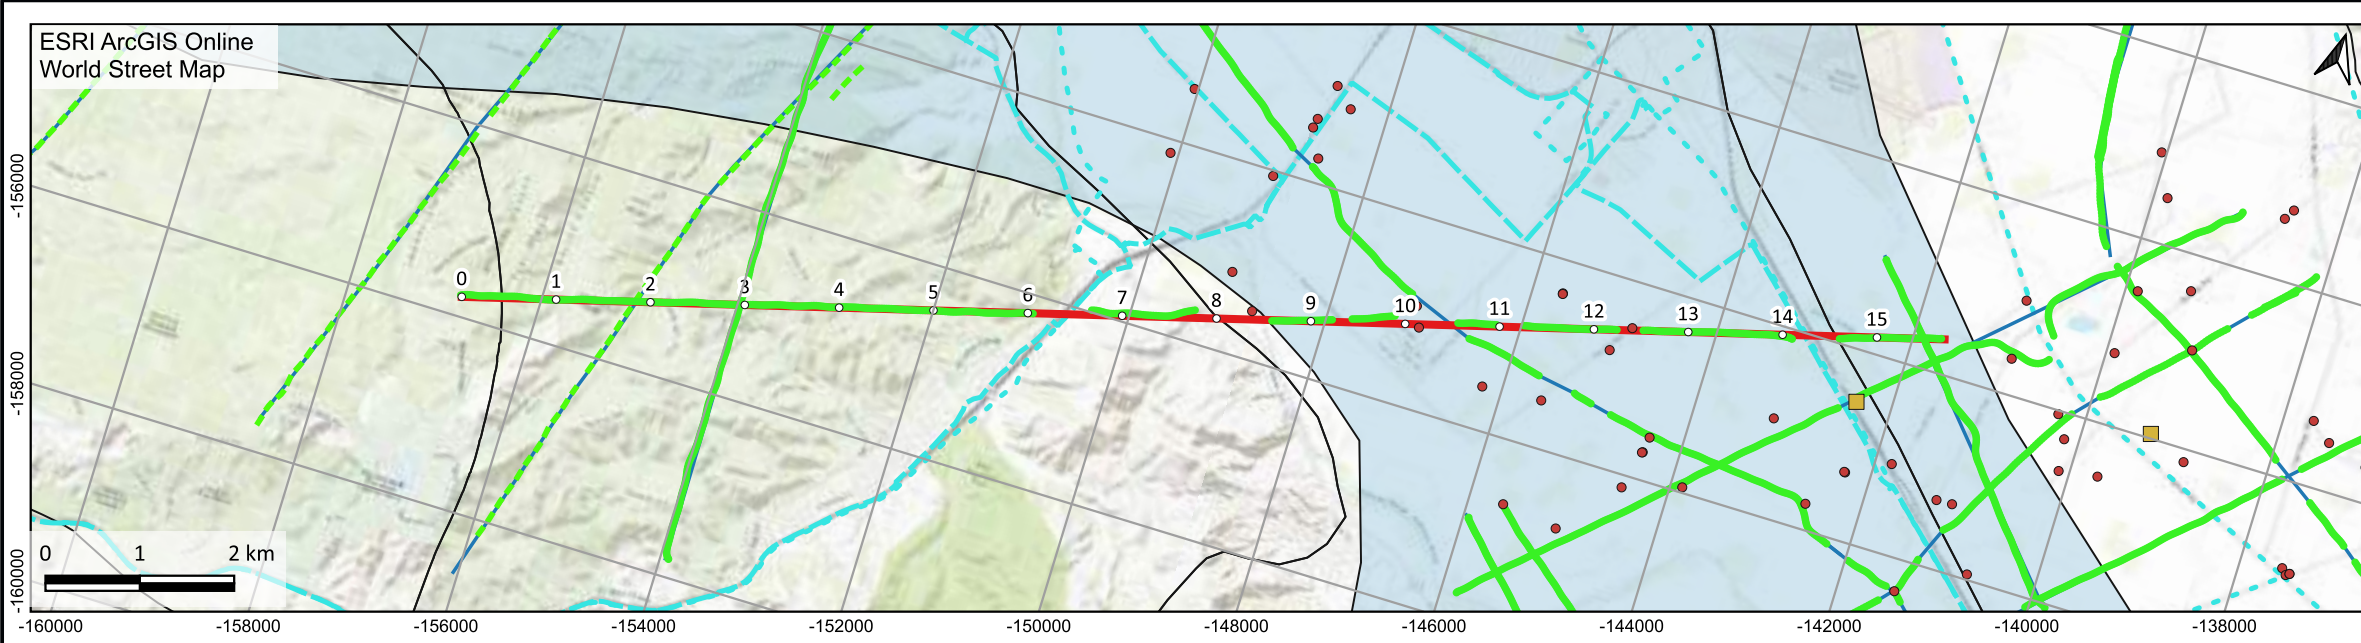 ESRI ArcGIS Online
World Street Map
-156000
-158000
-160000
0 1 2 3 4 5 6 7 8 9 10 11 12 13 14 15
0 1 2 km
-160000 -158000 -156000 -154000 -152000 -150000 -148000 -146000 -144000 -142000 -140000 -138000